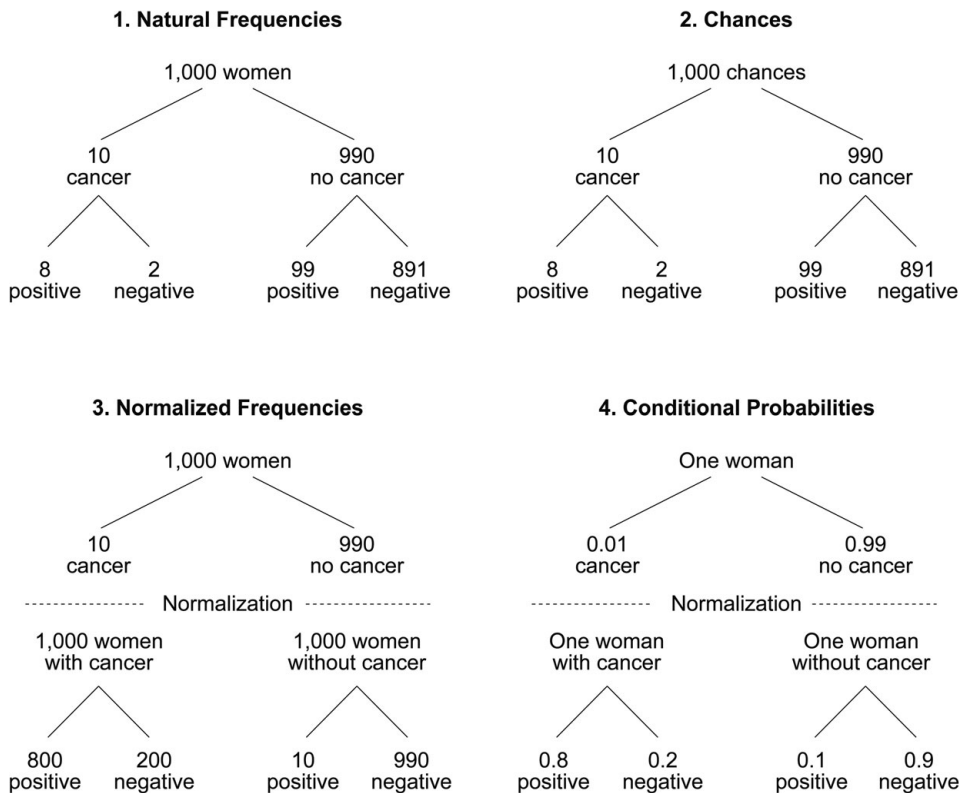 1. Natural Frequencies
1,000 women
10
cancer
990
no cancer
8
positive
2
negative
99
positive
891
negative
2. Chances
1,000 chances
10
cancer
990
no cancer
8
positive
2
negative
99
positive
891
negative
3. Normalized Frequencies
1,000 women
10
cancer
990
no cancer
Normalization
1,000 women
with cancer
1,000 women
without cancer
800
positive
200
negative
10
positive
990
negative
4. Conditional Probabilities
One woman
0.01
cancer
0.99
no cancer
Normalization
One woman
with cancer
One woman
without cancer
0.8
positive
0.2
negative
0.1
positive
0.9
negative